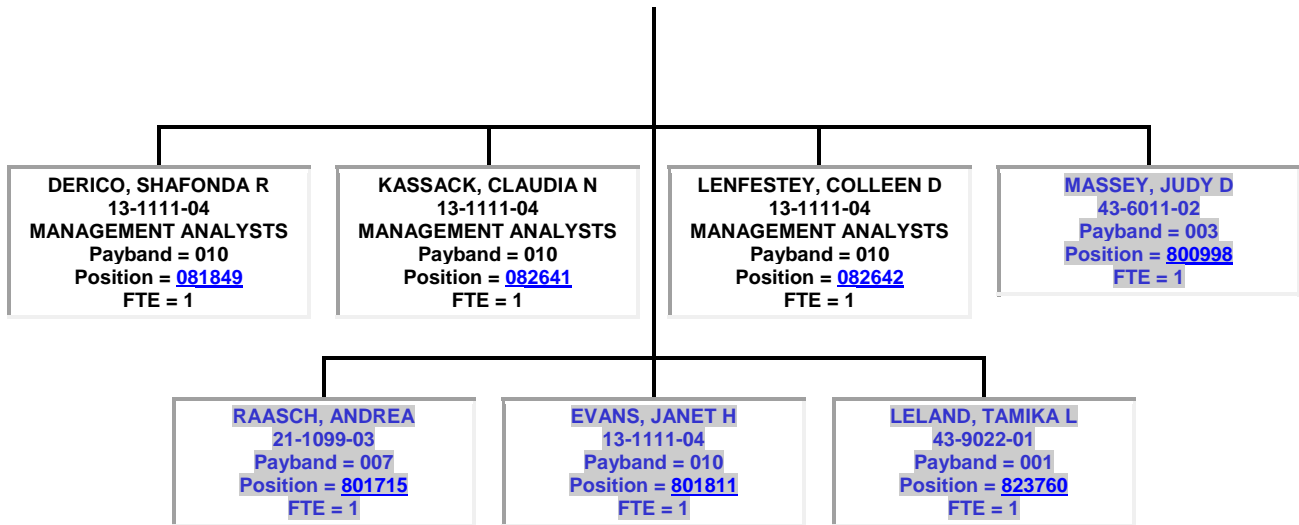 DERICO, SHAFONDA R
13-1111-04
MANAGEMENT ANALYSTS
Payband = 010
Position = 081849
FTE = 1
KASSACK, CLAUDIA N
13-1111-04
MANAGEMENT ANALYSTS
Payband = 010
Position = 082641
FTE = 1
LENFESTEY, COLLEEN D
13-1111-04
MANAGEMENT ANALYSTS
Payband = 010
Position = 082642
FTE = 1
MASSEY, JUDY D
43-6011-02
Payband = 003
Position = 800998
FTE = 1
RAASCH, ANDREA
21-1099-03
Payband = 007
Position = 801715
FTE = 1
EVANS, JANET H
13-1111-04
Payband = 010
Position = 801811
FTE = 1
LELAND, TAMIKA L
43-9022-01
Payband = 001
Position = 823760
FTE = 1